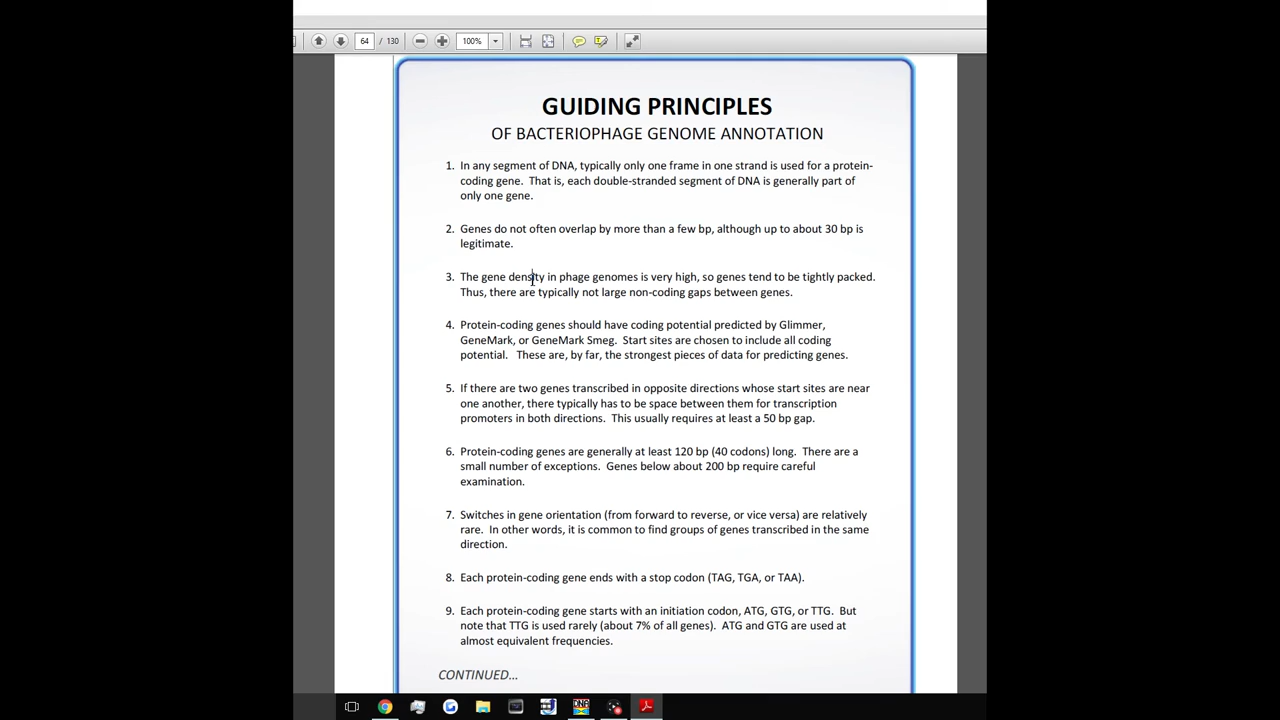 64 / 130
100%
GUIDING PRINCIPLES
OF BACTERIOPHAGE GENOME ANNOTATION
1. In any segment of DNA, typically only one frame in one strand is used for a protein-
coding gene. That is, each double-stranded segment of DNA is generally part of
only one gene.
2. Genes do not often overlap by more than a few bp, although up to about 30 bp is
legitimate.
3. The gene density in phage genomes is very high, so genes tend to be tightly packed.
Thus, there are typically not large non-coding gaps between genes.
4. Protein-coding genes should have coding potential predicted by Glimmer,
GeneMark, or GeneMark Smeg. Start sites are chosen to include all coding
potential. These are, by far, the strongest pieces of data for predicting genes.
5. If there are two genes transcribed in opposite directions whose start sites are near
one another, there typically has to be space between them for transcription
promoters in both directions. This usually requires at least a 50 bp gap.
6. Protein-coding genes are generally at least 120 bp (40 codons) long. There are a
small number of exceptions. Genes below about 200 bp require careful
examination.
7. Switches in gene orientation (from forward to reverse, or vice versa) are relatively
rare. In other words, it is common to find groups of genes transcribed in the same
direction.
8. Each protein-coding gene ends with a stop codon (TAG, TGA, or TAA).
9. Each protein-coding gene starts with an initiation codon, ATG, GTG, or TTG. But
note that TTG is used rarely (about 7% of all genes). ATG and GTG are used at
almost equivalent frequencies.
CONTINUED...
DNA